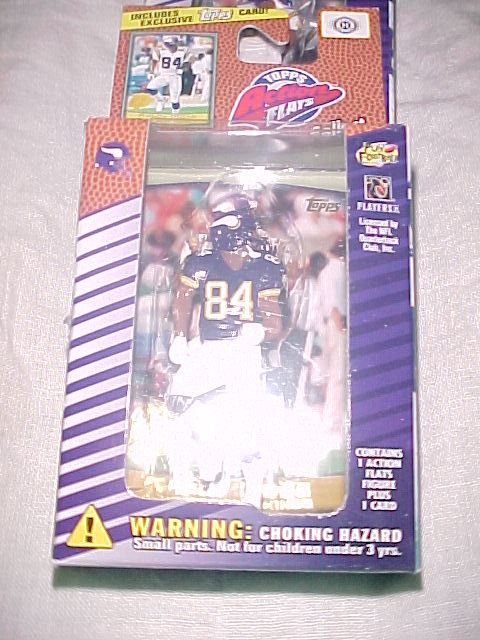 INCLUDES Topps CARD!
EXCLUSIVE
84
TOPPS
Action
FLATS
PLAYERS INC
Licensed by
The NFL
Quarterback
Club, Inc.
Topps
84
CONTAINS
1 ACTION
FLATS
FIGURE
PLUS
1 CARD
WARNING: CHOKING HAZARD
Small parts. Not for children under 3 yrs.